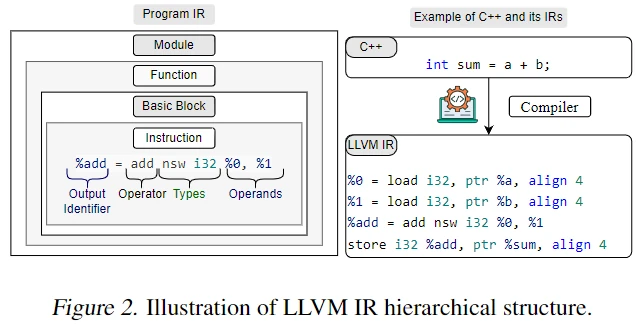 Program IR
Module
Function
Basic Block
Instruction
%add = add nsw i32 %0, %1
Output Identifier
Operator
Types
Operands
Example of C++ and its IRs
C++
int sum = a + b;
</>
Compiler
LLVM IR
%0 = load i32, ptr %a, align 4
%1 = load i32, ptr %b, align 4
%add = add nsw i32 %0, %1
store i32 %add, ptr %sum, align 4
Figure 2. Illustration of LLVM IR hierarchical structure.